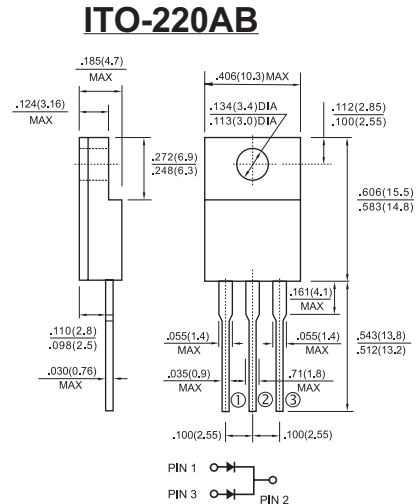 ITO-220AB
.185(4.7)
MAX
.124(3.16)
MAX
.406(10.3)MAX
.134(3.4)DIA
.113(3.0)DIA
.112(2.85)
.100(2.55)
.272(6.9)
.248(6.3)
.606(15.5)
.583(14.8)
.161(4.1)
MAX
.110(2.8)
.098(2.5)
.055(1.4)
MAX
.055(1.4)
MAX
.543(13.8)
.512(13.2)
.030(0.76)
MAX
.035(0.9)
MAX
.71(1.8)
MAX
① ② ③
.100(2.55)
.100(2.55)
PIN 1
PIN 3
PIN 2